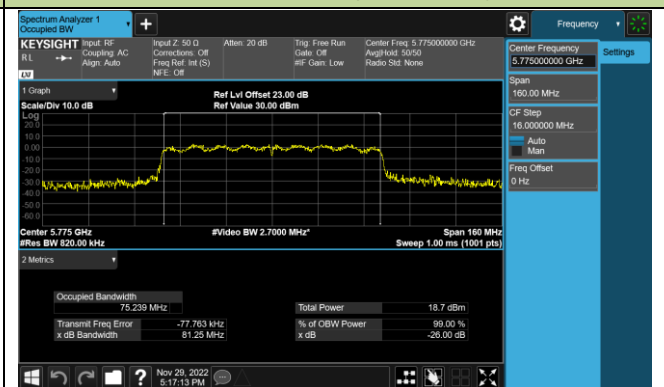 Spectrum Analyzer 1
Occupied BW
Frequency
KEYSIGHT Input: RF Input Z: 50 Ω Atten: 20 dB Trig: Free Run Center Freq: 5.775000000 GHz
RL Coupling: AC Corrections: Off Gate: Off Avg|Hold: 50/50
Align: Auto Freq Ref: Int (S) #IF Gain: Low Radio Std: None
NFE: Off
LXI
1 Graph
Ref Lvl Offset 23.00 dB
Scale/Div 10.0 dB Ref Value 30.00 dBm
Log
20.0
10.0
0.00
-10.0
-20.0
-30.0
-40.0
-50.0
-60.0
Center 5.775 GHz #Video BW 2.7000 MHz* Span 160 MHz
#Res BW 820.00 kHz Sweep 1.00 ms (1001 pts)
2 Metrics
Occupied Bandwidth
75.239 MHz Total Power 18.7 dBm
Transmit Freq Error -77.763 kHz % of OBW Power 99.00 %
x dB Bandwidth 81.25 MHz x dB -26.00 dB
Nov 29, 2022
5:17:13 PM
?
Center Frequency
5.775000000 GHz
Settings
Span
160.00 MHz
CF Step
16.000000 MHz
Auto
Man
Freq Offset
0 Hz